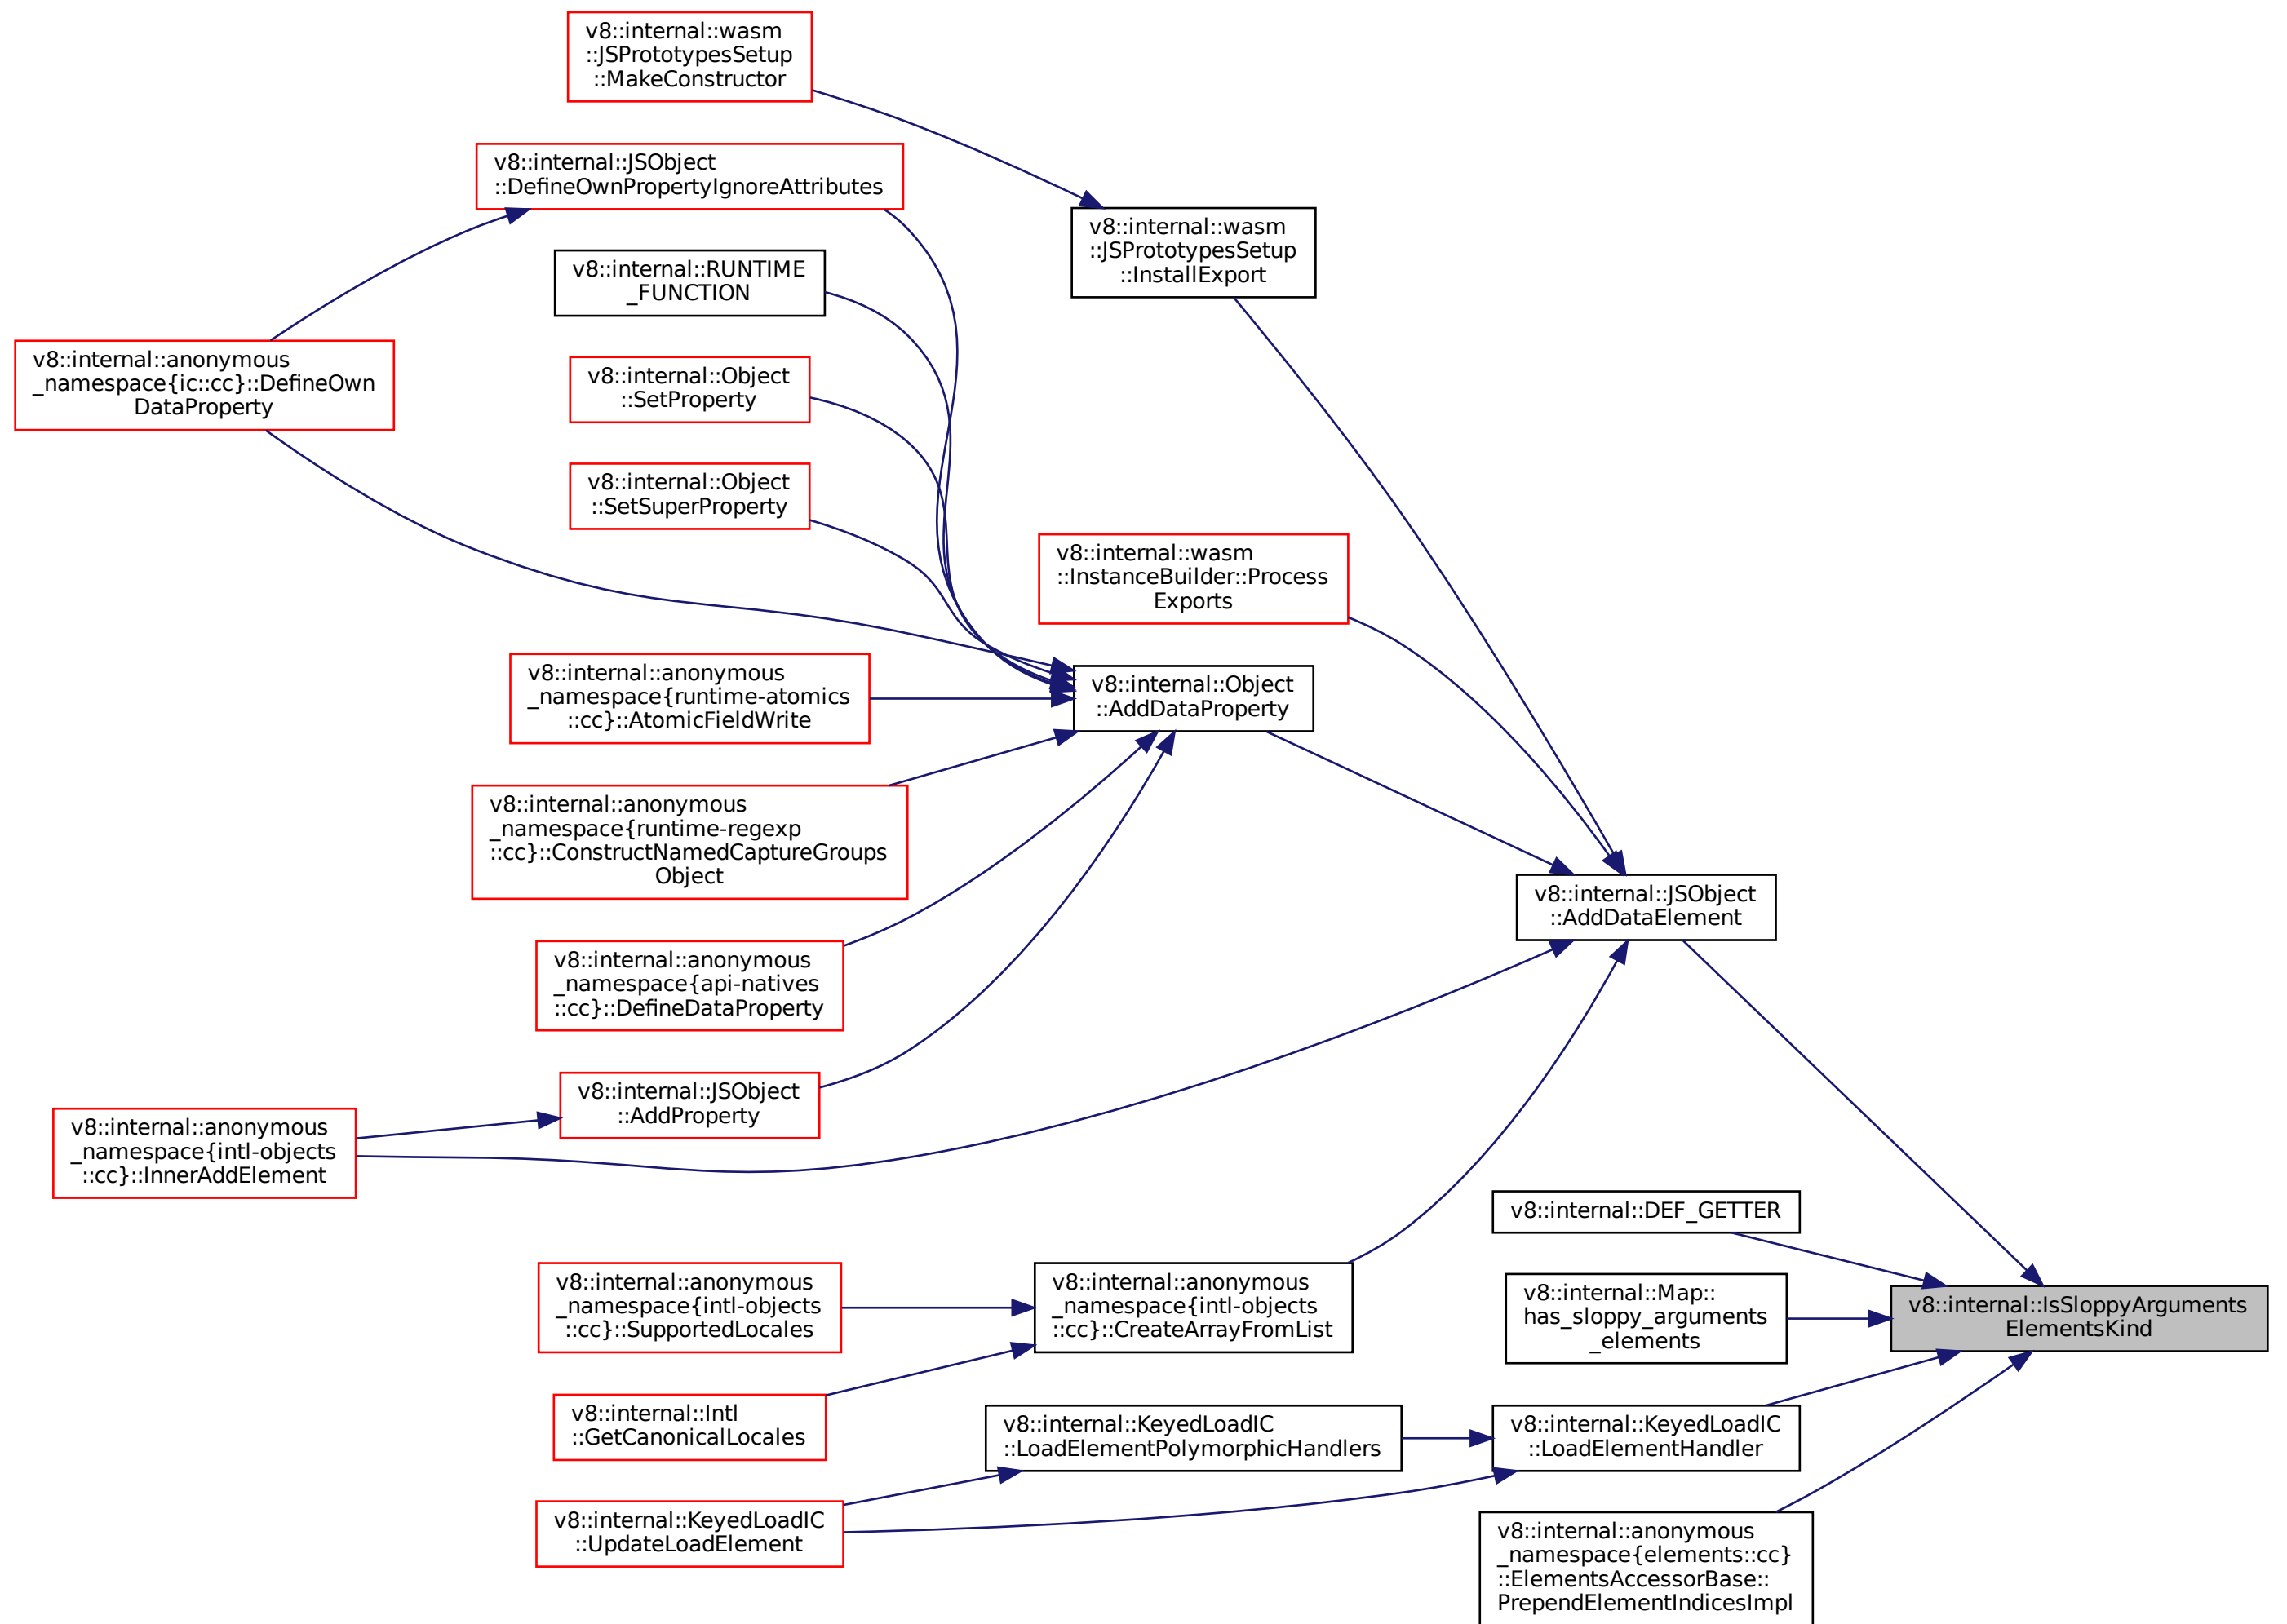 v8::internal::wasm
::JSPrototypesSetup
::MakeConstructor
v8::internal::JSObject
::DefineOwnPropertyIgnoreAttributes
v8::internal::wasm
::JSPrototypesSetup
::InstallExport
v8::internal::RUNTIME
_FUNCTION
v8::internal::anonymous
_namespace{ic::cc}::DefineOwn
DataProperty
v8::internal::Object
::SetProperty
v8::internal::Object
::SetSuperProperty
v8::internal::wasm
::InstanceBuilder::Process
Exports
v8::internal::anonymous
_namespace{runtime-atomics
::cc}::AtomicFieldWrite
v8::internal::Object
::AddDataProperty
v8::internal::anonymous
_namespace{runtime-regexp
::cc}::ConstructNamedCaptureGroups
Object
v8::internal::JSObject
::AddDataElement
v8::internal::anonymous
_namespace{api-natives
::cc}::DefineDataProperty
v8::internal::JSObject
::AddProperty
v8::internal::anonymous
_namespace{intl-objects
::cc}::InnerAddElement
v8::internal::DEF_GETTER
v8::internal::anonymous
_namespace{intl-objects
::cc}::SupportedLocales
v8::internal::anonymous
_namespace{intl-objects
::cc}::CreateArrayFromList
v8::internal::Map::
has_sloppy_arguments
_elements
v8::internal::IsSloppyArguments
ElementsKind
v8::internal::Intl
::GetCanonicalLocales
v8::internal::KeyedLoadIC
::LoadElementPolymorphicHandlers
v8::internal::KeyedLoadIC
::LoadElementHandler
v8::internal::KeyedLoadIC
::UpdateLoadElement
v8::internal::anonymous
_namespace{elements::cc}
::ElementsAccessorBase::
PrependElementIndicesImpl